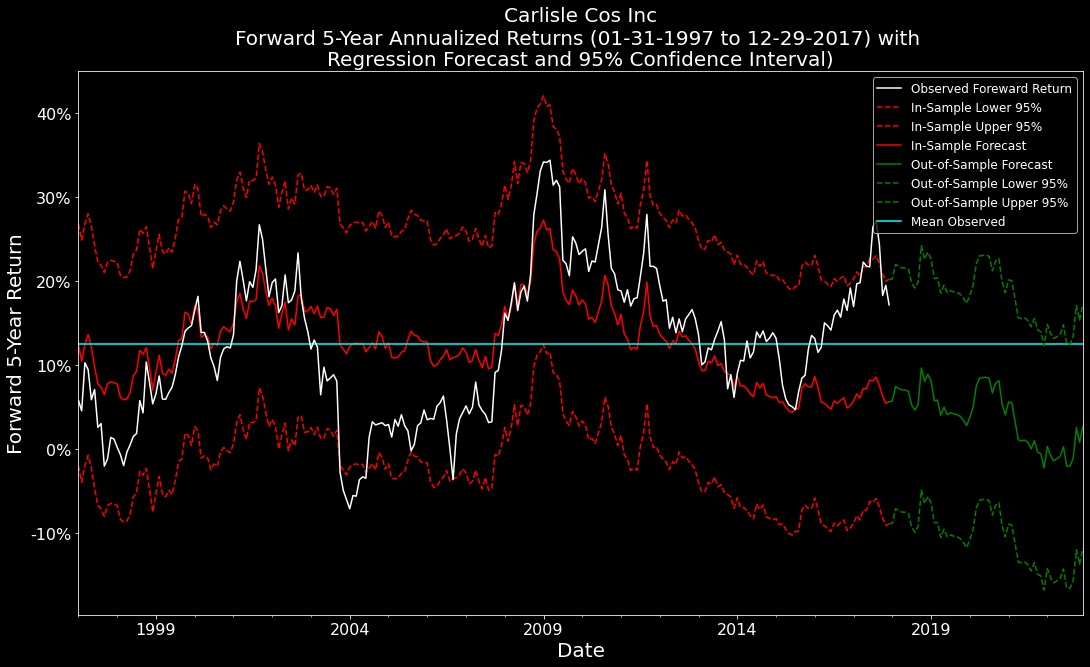 Carlisle Cos Inc
Forward 5-Year Annualized Returns (01-31-1997 to 12-29-2017) with
Regression Forecast and 95% Confidence Interval)
Observed Foreward Return
In-Sample Lower 95%
In-Sample Upper 95%
In-Sample Forecast
Out-of-Sample Forecast
Out-of-Sample Lower 95%
Out-of-Sample Upper 95%
Mean Observed
Forward 5-Year Return
40%
30%
20%
10%
0%
-10%
1999
2004
2009
2014
2019
Date